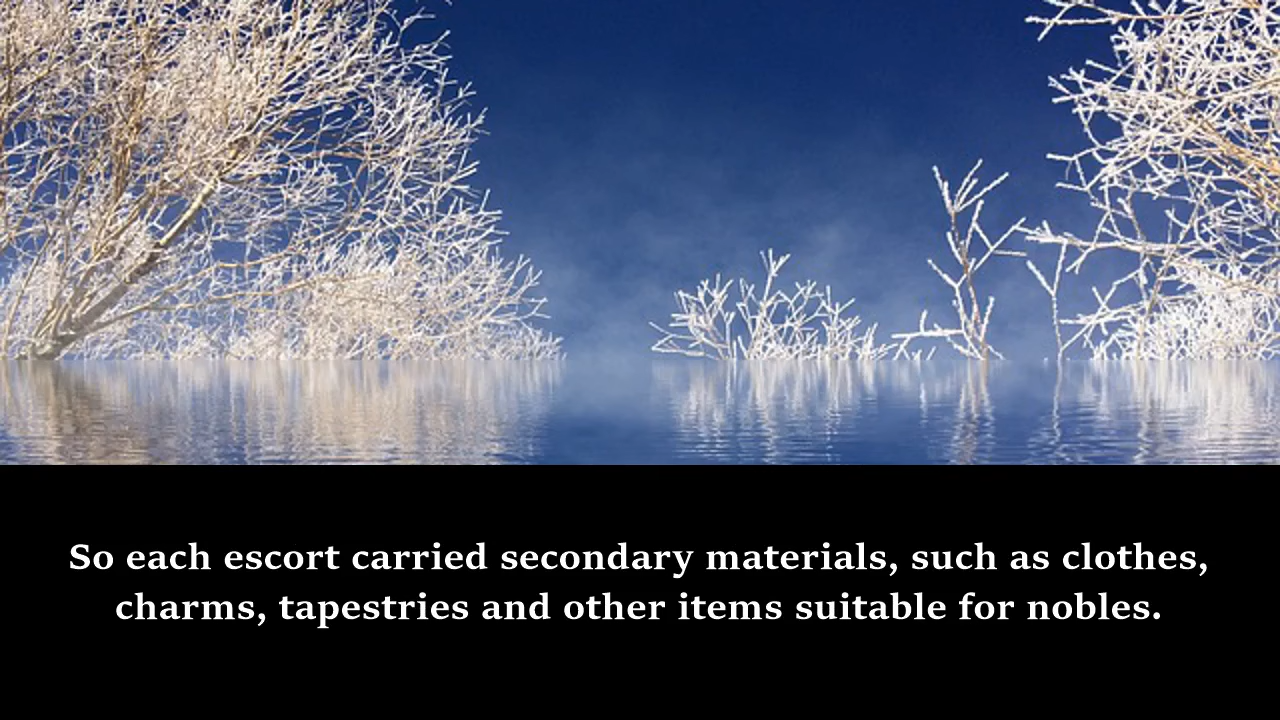 So each escort carried secondary materials, such as clothes,
charms, tapestries and other items suitable for nobles.